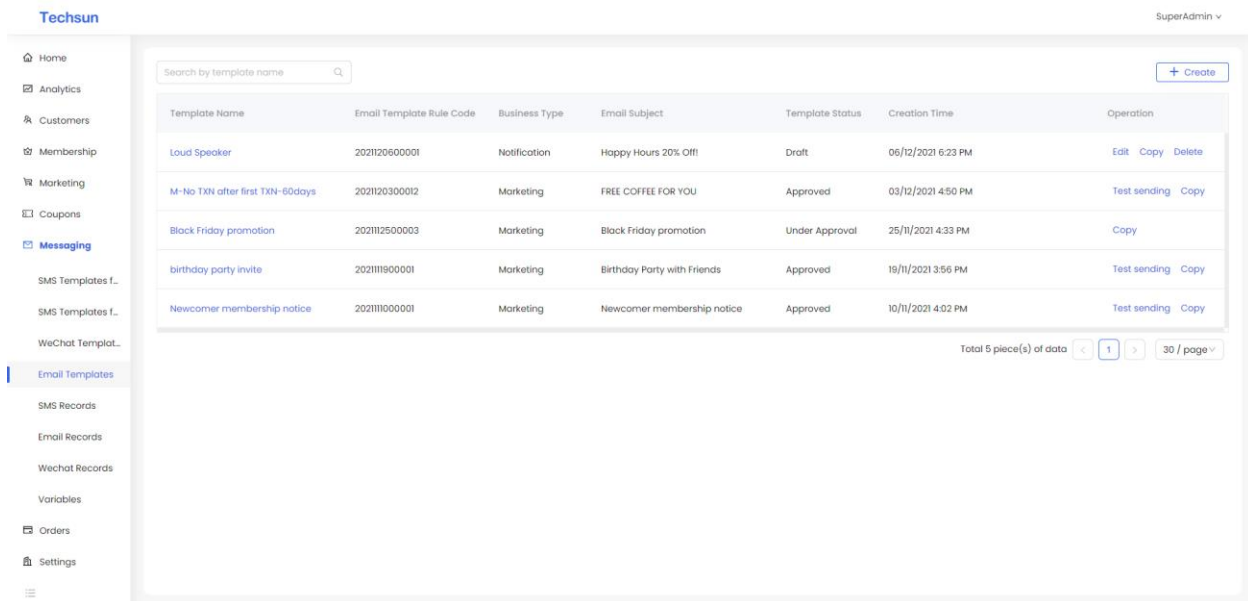 Techsun
SuperAdmin
Home
Analytics
Customers
Membership
Marketing
Coupons
Messaging
SMS Templates f...
SMS Templates f...
WeChat Templat...
Email Templates
SMS Records
Email Records
Wechat Records
Variables
Orders
Settings
Search by template name
+ Create
Template Name Email Template Rule Code Business Type Email Subject Template Status Creation Time Operation
Loud Speaker 2021120600001 Notification Happy Hours 20% Off! Draft 06/12/2021 6:23 PM Edit Copy Delete
M-No TXN after first TXN-60days 2021120300012 Marketing FREE COFFEE FOR YOU Approved 03/12/2021 4:50 PM Test sending Copy
Black Friday promotion 2021112500003 Marketing Black Friday promotion Under Approval 25/11/2021 4:33 PM Copy
birthday party invite 2021111900001 Marketing Birthday Party with Friends Approved 19/11/2021 3:56 PM Test sending Copy
Newcomer membership notice 2021111000001 Marketing Newcomer membership notice Approved 10/11/2021 4:02 PM Test sending Copy
Total 5 piece(s) of data < 1 > 30 / page